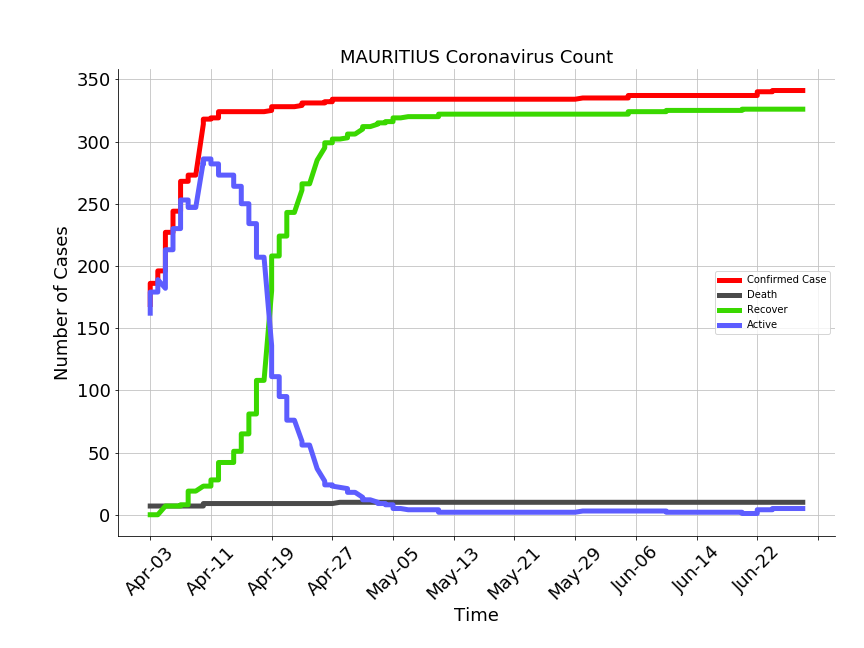 MAURITIUS Coronavirus Count
Number of Cases
350
300
250
200
150
100
50
0
Confirmed Case
Death
Recover
Active
Apr-03
Apr-11
Apr-19
Apr-27
May-05
May-13
May-21
May-29
Jun-06
Jun-14
Jun-22
Time